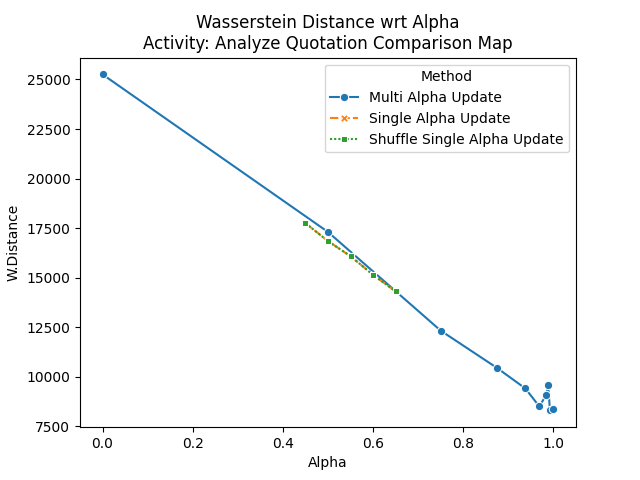 Wasserstein Distance wrt Alpha
Activity: Analyze Quotation Comparison Map
Method
Multi Alpha Update
Single Alpha Update
Shuffle Single Alpha Update
W.Distance
25000
22500
20000
17500
15000
12500
10000
7500
0.0 0.2 0.4 0.6 0.8 1.0
Alpha